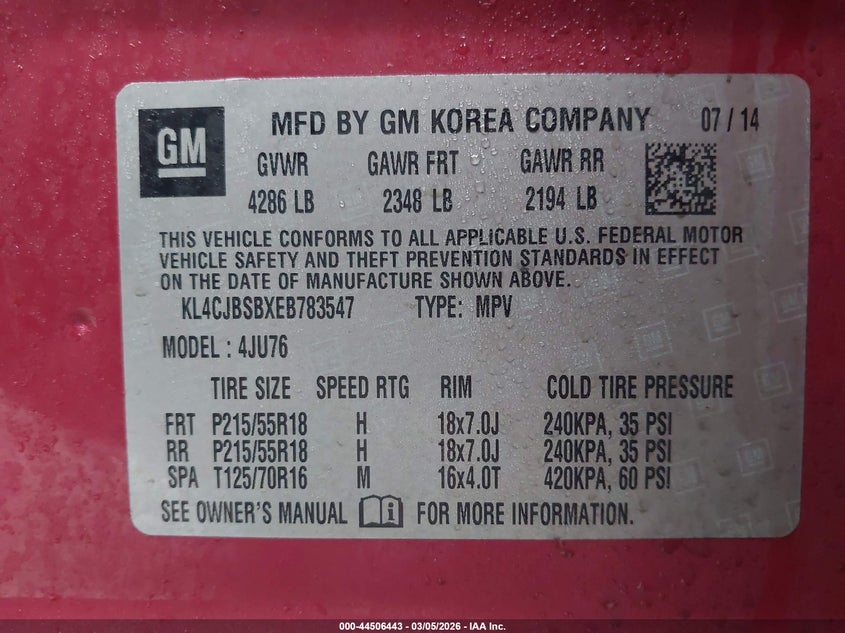 GM MFD BY GM KOREA COMPANY 07 / 14
GVWR GAWR FRT GAWR RR
4286 LB 2348 LB 2194 LB
THIS VEHICLE CONFORMS TO ALL APPLICABLE U.S. FEDERAL MOTOR
VEHICLE SAFETY AND THEFT PREVENTION STANDARDS IN EFFECT
ON THE DATE OF MANUFACTURE SHOWN ABOVE.
KL4CJBSBXEB783547 TYPE: MPV
MODEL : 4JU76
TIRE SIZE SPEED RTG RIM COLD TIRE PRESSURE
FRT P215/55R18 H 18x7.0J 240KPA, 35 PSI
RR P215/55R18 H 18x7.0J 240KPA, 35 PSI
SPA T125/70R16 M 16x4.0T 420KPA, 60 PSI
SEE OWNER'S MANUAL i FOR MORE INFORMATION.
000-44506443 - 03/05/2026 - IAA Inc.